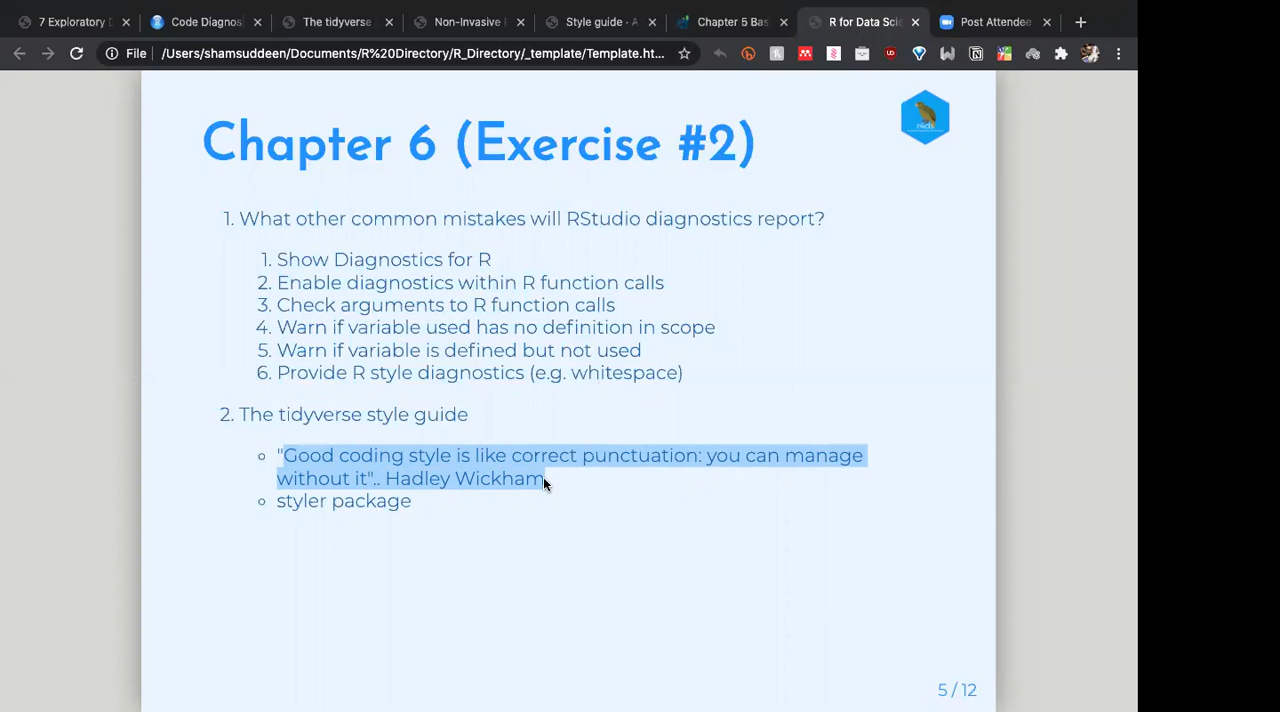 7 Exploratory D
Code Diagnos
The tidyverse
Non-Invasive
Style guide · A
Chapter 5 Bas
R for Data Scie
Post Attendee
File
/Users/shamsuddeen/Documents/R%20Directory/R_Directory/_template/Template.ht...
Chapter 6 (Exercise #2)
r4ds
1. What other common mistakes will RStudio diagnostics report?
1. Show Diagnostics for R
2. Enable diagnostics within R function calls
3. Check arguments to R function calls
4. Warn if variable used has no definition in scope
5. Warn if variable is defined but not used
6. Provide R style diagnostics (e.g. whitespace)
2. The tidyverse style guide
"Good coding style is like correct punctuation: you can manage
without it".. Hadley Wickham
styler package
5 / 12